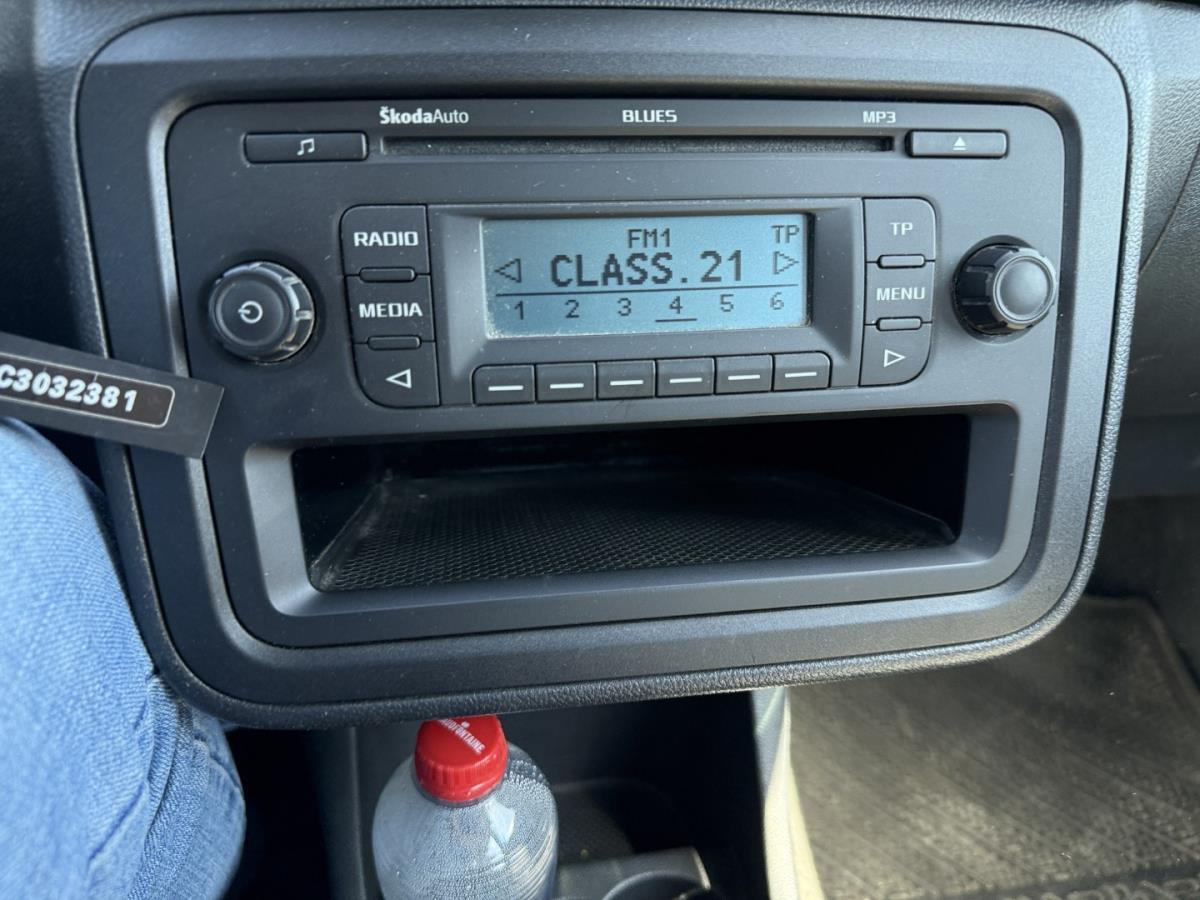 ŠkodaAuto BLUES MP3
RADIO
MEDIA
FM1 TP
CLASS.21
1 2 3 4 5 6
TP
MENU
C3032381